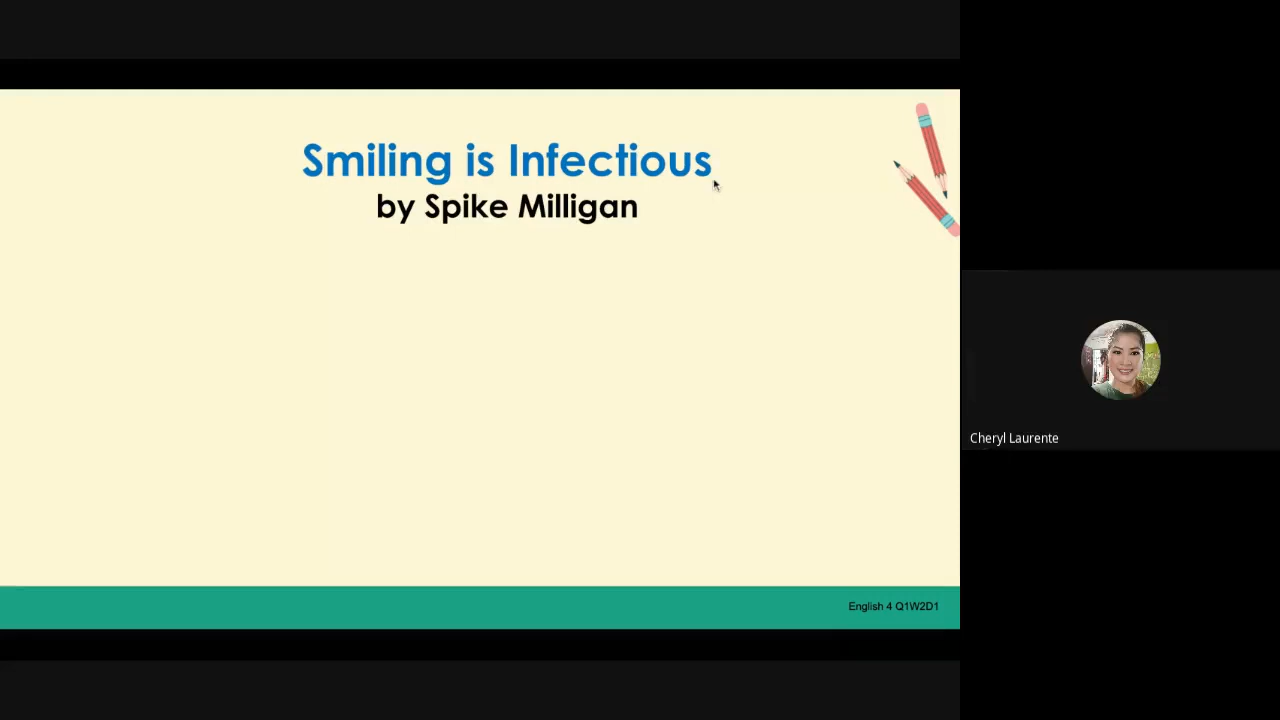 Smiling is Infectious
by Spike Milligan
Cheryl Laurente
English 4 Q1W2D1